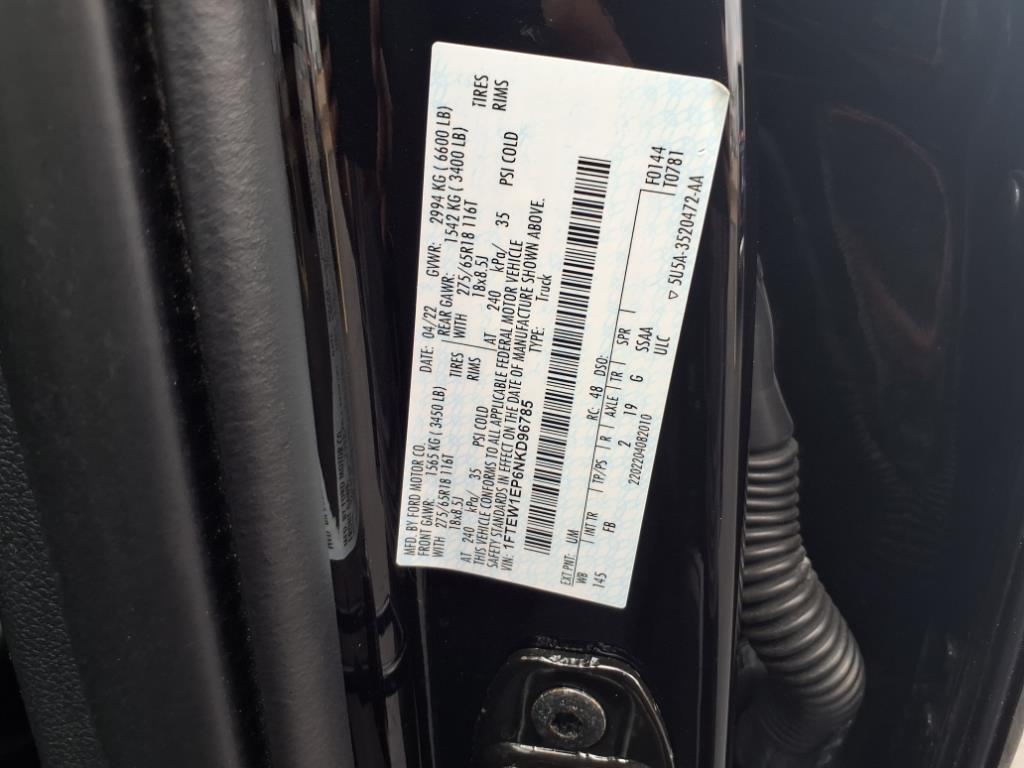 MFD. BY FORD MOTOR CO.
DATE: 04/22 GVWR: 2994 KG ( 6600 LB)
FRONT GAWR: 1565 KG ( 3450 LB) REAR GAWR: 1542 KG ( 3400 LB)
WITH 275/65R18 116T TIRES WITH 275/65R18 116T TIRES
18x8.5J RIMS 18x8.5J RIMS
AT 240 kPa/ 35 PSI COLD AT 240 kPa/ 35 PSI COLD
THIS VEHICLE CONFORMS TO ALL APPLICABLE FEDERAL MOTOR VEHICLE
SAFETY STANDARDS IN EFFECT ON THE DATE OF MANUFACTURE SHOWN ABOVE.
VIN: 1FTEW1EP6NKD96785 TYPE: Truck
EXT PNT: UM RC: 48 DSO: F0144
WB | INT TR | TP/PS | R | AXLE | TR | SPR | T0781
145 FB 2 19 G SSAA
2202204082010 ULC ▽ 5U5A-3520472-AA